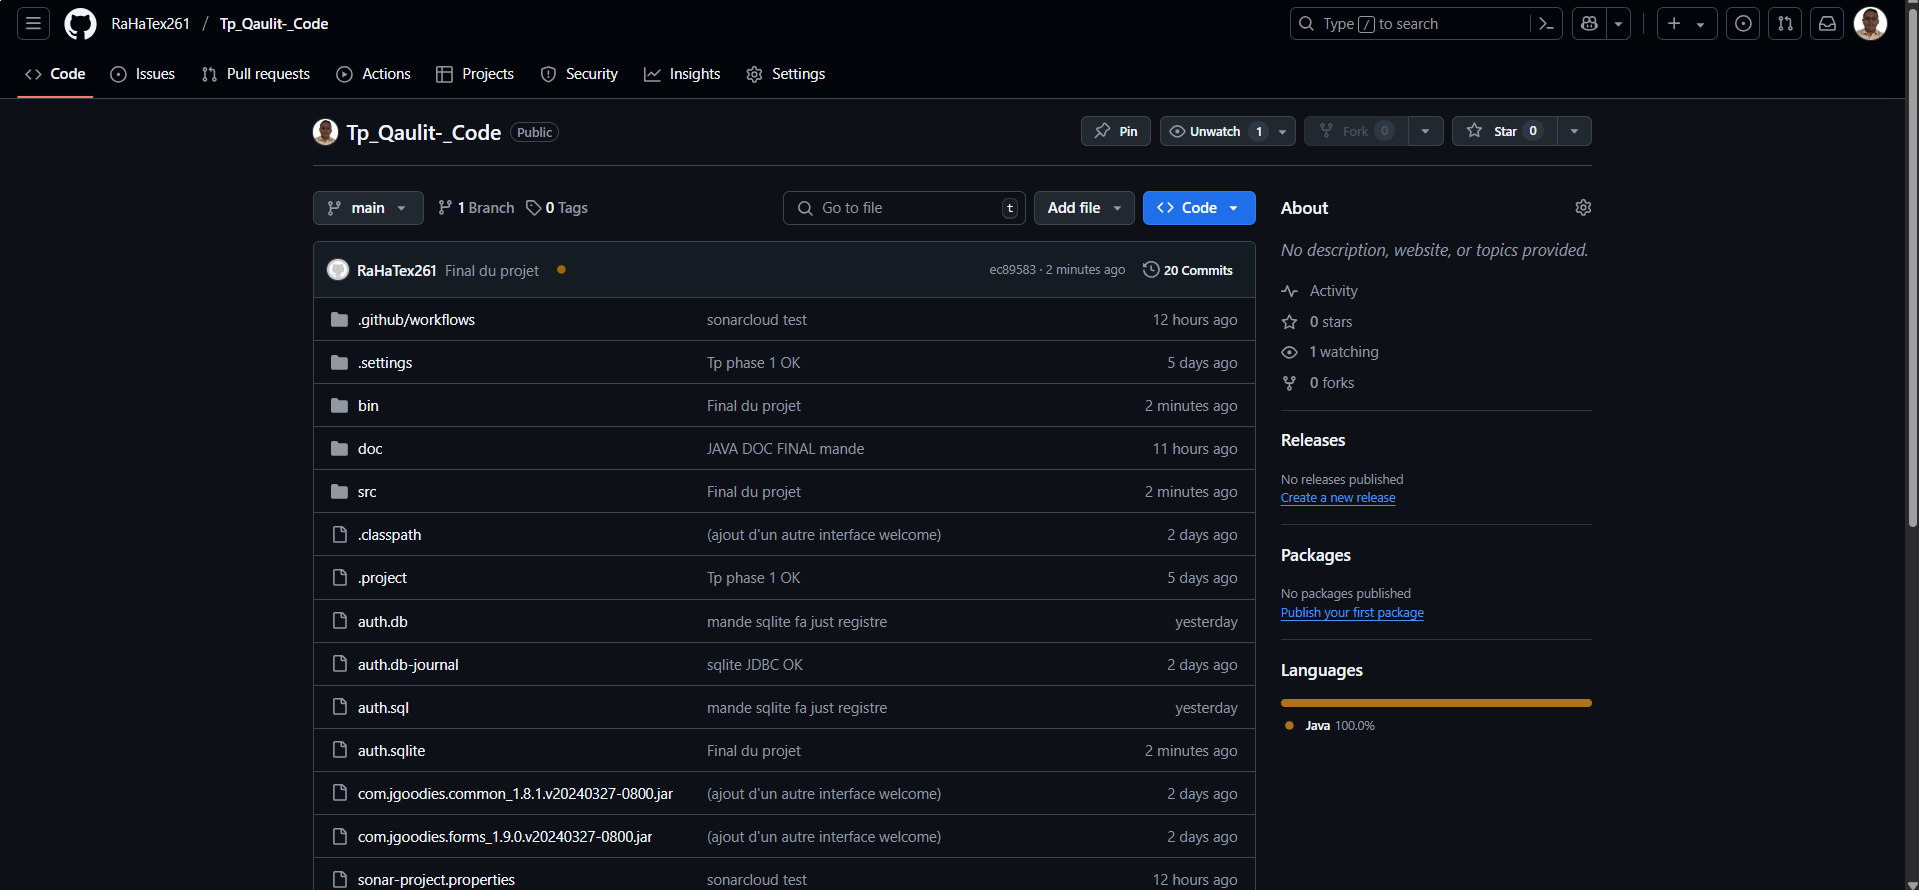 RaHaTex261 / Tp_Qaulit-_Code
Type / to search
Code Issues Pull requests Actions Projects Security Insights Settings
Tp_Qaulit-_Code Public
Pin Unwatch 1 Fork 0 Star 0
main 1 Branch 0 Tags Go to file t Add file Code
RaHaTex261 Final du projet ec89583 · 2 minutes ago 20 Commits
.github/workflows sonarcloud test 12 hours ago
.settings Tp phase 1 OK 5 days ago
bin Final du projet 2 minutes ago
doc JAVA DOC FINAL mande 11 hours ago
src Final du projet 2 minutes ago
.classpath (ajout d'un autre interface welcome) 2 days ago
.project Tp phase 1 OK 5 days ago
auth.db mande sqlite fa just registre yesterday
auth.db-journal sqlite JDBC OK 2 days ago
auth.sql mande sqlite fa just registre yesterday
auth.sqlite Final du projet 2 minutes ago
com.jgoodies.common_1.8.1.v20240327-0800.jar (ajout d'un autre interface welcome) 2 days ago
com.jgoodies.forms_1.9.0.v20240327-0800.jar (ajout d'un autre interface welcome) 2 days ago
sonar-project.properties sonarcloud test 12 hours ago
About
No description, website, or topics provided.
Activity
0 stars
1 watching
0 forks
Releases
No releases published
Create a new release
Packages
No packages published
Publish your first package
Languages
Java 100.0%